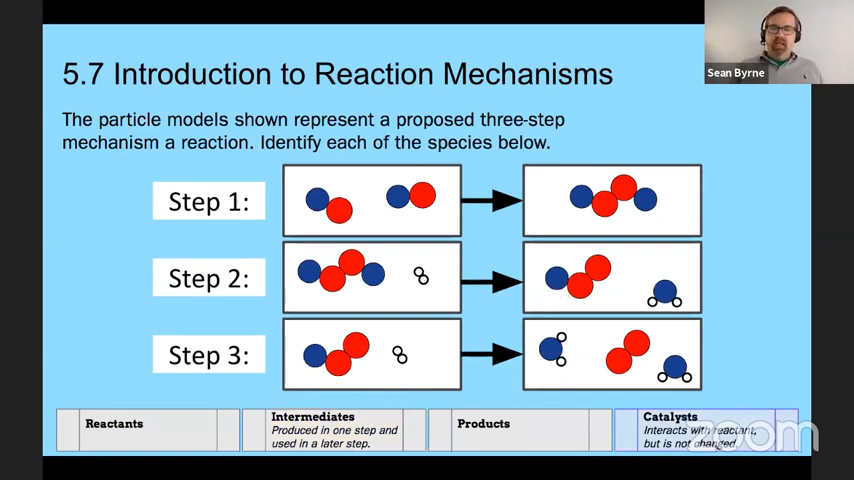 Sean Byrne
5.7 Introduction to Reaction Mechanisms
The particle models shown represent a proposed three-step
mechanism a reaction. Identify each of the species below.
Step 1:
Step 2:
Step 3:
Reactants
Intermediates
Produced in one step and
used in a later step.
Products
Catalysts
Interacts with reactant,
but is not changed.
zoom